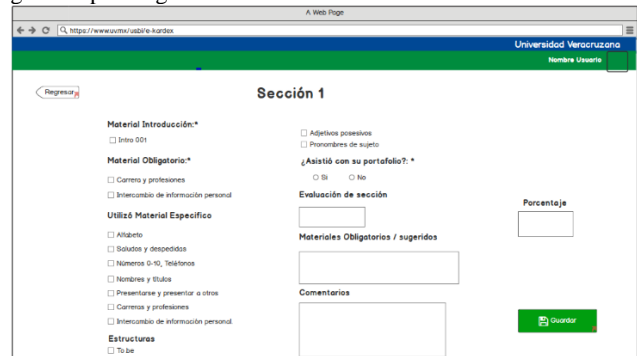 A Web Page
https://www.uv.mx/usbi/e-kardex
Universidad Veracruzana
Nombre Usuario
Regresar
Sección 1
Material Introducción:*
Intro 001
Material Obligatorio:*
Carrera y profesiones
Intercambio de información personal
Utilizó Material Especifico
Alfabeto
Saludos y despedidas
Números 0-10, Teléfonos
Nombres y títulos
Presentarse y presentar a otros
Carreras y profesiones
Intercambio de información personal
Estructuras
To be
Adjetivos posesivos
Pronombres de sujeto
¿Asistió con su portafolio?: *
Si
No
Evaluación de sección
Materiales Obligatorios / sugeridos
Comentarios
Porcentaje
Guardar